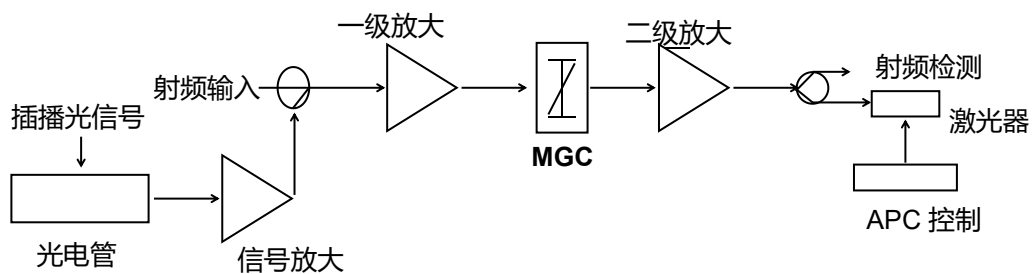 一级放大
二级放大
射频输入
射频检测
插播光信号
激光器
MGC
APC 控制
光电管
信号放大